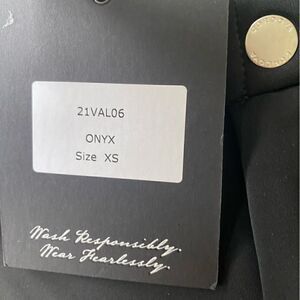 21VAL06
ONYX
Size XS
Wash Responsibly.
Wear Fearlessly.